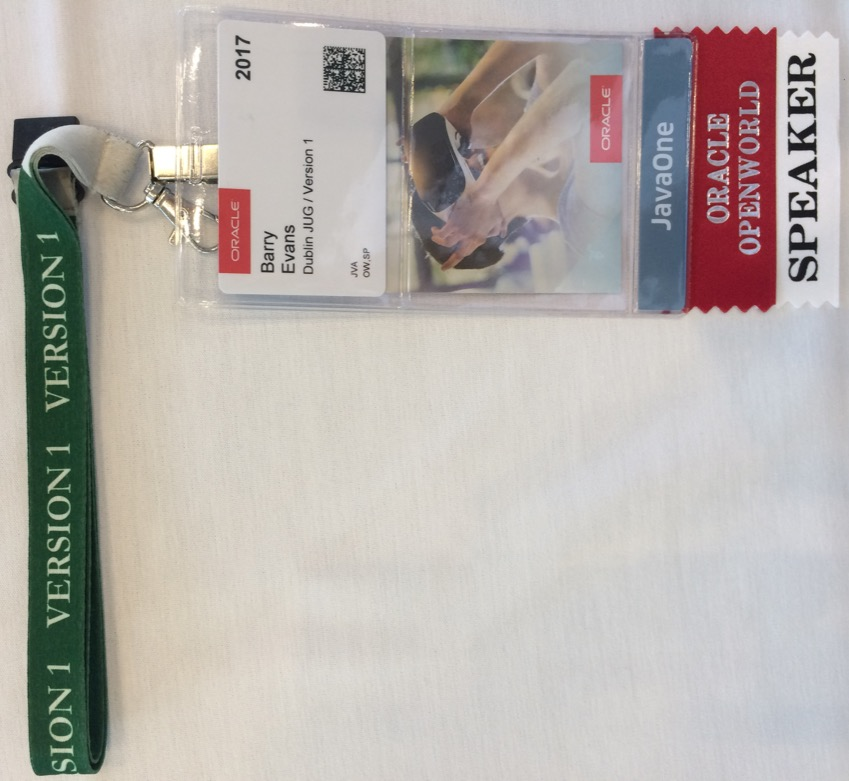 2017
ORACLE
Barry
Evans
Dublin JUG / Version 1
JVA
OW,SP
ORACLE
JavaOne
ORACLE
OPENWORLD
SPEAKER
SION 1 VERSION 1 VERSION 1